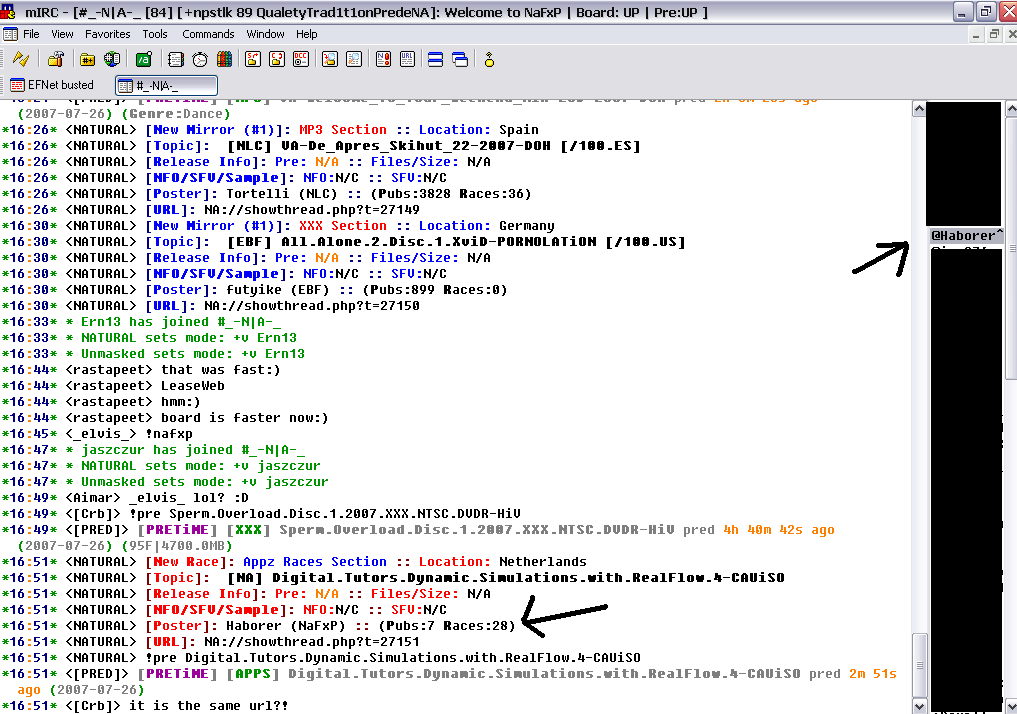 mIRC - [#_-N|A-_ [84] [+npstlk 89 QualetyTrad1t1onPredeNA]: Welcome to NaFxP | Board: UP | Pre:UP ]
File View Favorites Tools Commands Window Help
EFNet busted #_-N|A-_
(2007-07-26) (Genre:Dance)
*16:26* <NATURAL> [New Mirror (#1)]: MP3 Section :: Location: Spain
*16:26* <NATURAL> [Topic]: [NLC] VA-De_Apres_Skihut_22-2007-DOH [/100.ES]
*16:26* <NATURAL> [Release Info]: Pre: N/A :: Files/Size: N/A
*16:26* <NATURAL> [NFO/SFV/Sample]: NFO:N/C :: SFV:N/C
*16:26* <NATURAL> [Poster]: Tortelli (NLC) :: (Pubs:3828 Races:36)
*16:26* <NATURAL> [URL]: NA://showthread.php?t=27149
*16:30* <NATURAL> [New Mirror (#1)]: XXX Section :: Location: Germany
*16:30* <NATURAL> [Topic]: [EBF] All.Alone.2.Disc.1.XviD-PORNOLATiON [/100.US]
*16:30* <NATURAL> [Release Info]: Pre: N/A :: Files/Size: N/A
*16:30* <NATURAL> [NFO/SFV/Sample]: NFO:N/C :: SFV:N/C
*16:30* <NATURAL> [Poster]: futyike (EBF) :: (Pubs:899 Races:0)
*16:30* <NATURAL> [URL]: NA://showthread.php?t=27150
*16:33* * Ern13 has joined #_-N|A-_
*16:33* * NATURAL sets mode: +v Ern13
*16:33* * Unmasked sets mode: +v Ern13
*16:44* <rastapeet> that was fast:)
*16:44* <rastapeet> LeaseWeb
*16:44* <rastapeet> hmm:)
*16:44* <rastapeet> board is faster now:)
*16:45* <_elvis_> !nafxp
*16:47* * jaszczur has joined #_-N|A-_
*16:47* * NATURAL sets mode: +v jaszczur
*16:47* * Unmasked sets mode: +v jaszczur
*16:49* <Aimar> _elvis_ lol? :D
*16:49* <[Crb]> !pre Sperm.Overload.Disc.1.2007.XXX.NTSC.DVDR-HiV
*16:49* <[PRED]> [PRETiME] [XXX] Sperm.Overload.Disc.1.2007.XXX.NTSC.DVDR-HiV pred 4h 40m 42s ago
(2007-07-26) (95F|4700.0MB)
*16:51* <NATURAL> [New Race]: Appz Races Section :: Location: Netherlands
*16:51* <NATURAL> [Topic]: [NA] Digital.Tutors.Dynamic.Simulations.with.RealFlow.4-CAUiSO
*16:51* <NATURAL> [Release Info]: Pre: N/A :: Files/Size: N/A
*16:51* <NATURAL> [NFO/SFV/Sample]: NFO:N/C :: SFV:N/C
*16:51* <NATURAL> [Poster]: Haborer (NaFxP) :: (Pubs:7 Races:28)
*16:51* <NATURAL> [URL]: NA://showthread.php?t=27151
*16:51* <NATURAL> !pre Digital.Tutors.Dynamic.Simulations.with.RealFlow.4-CAUiSO
*16:51* <[PRED]> [PRETiME] [APPS] Digital.Tutors.Dynamic.Simulations.with.RealFlow.4-CAUiSO pred 2m 51s
ago (2007-07-26)
*16:51* <[Crb]> it is the same url?!
@Haborer^